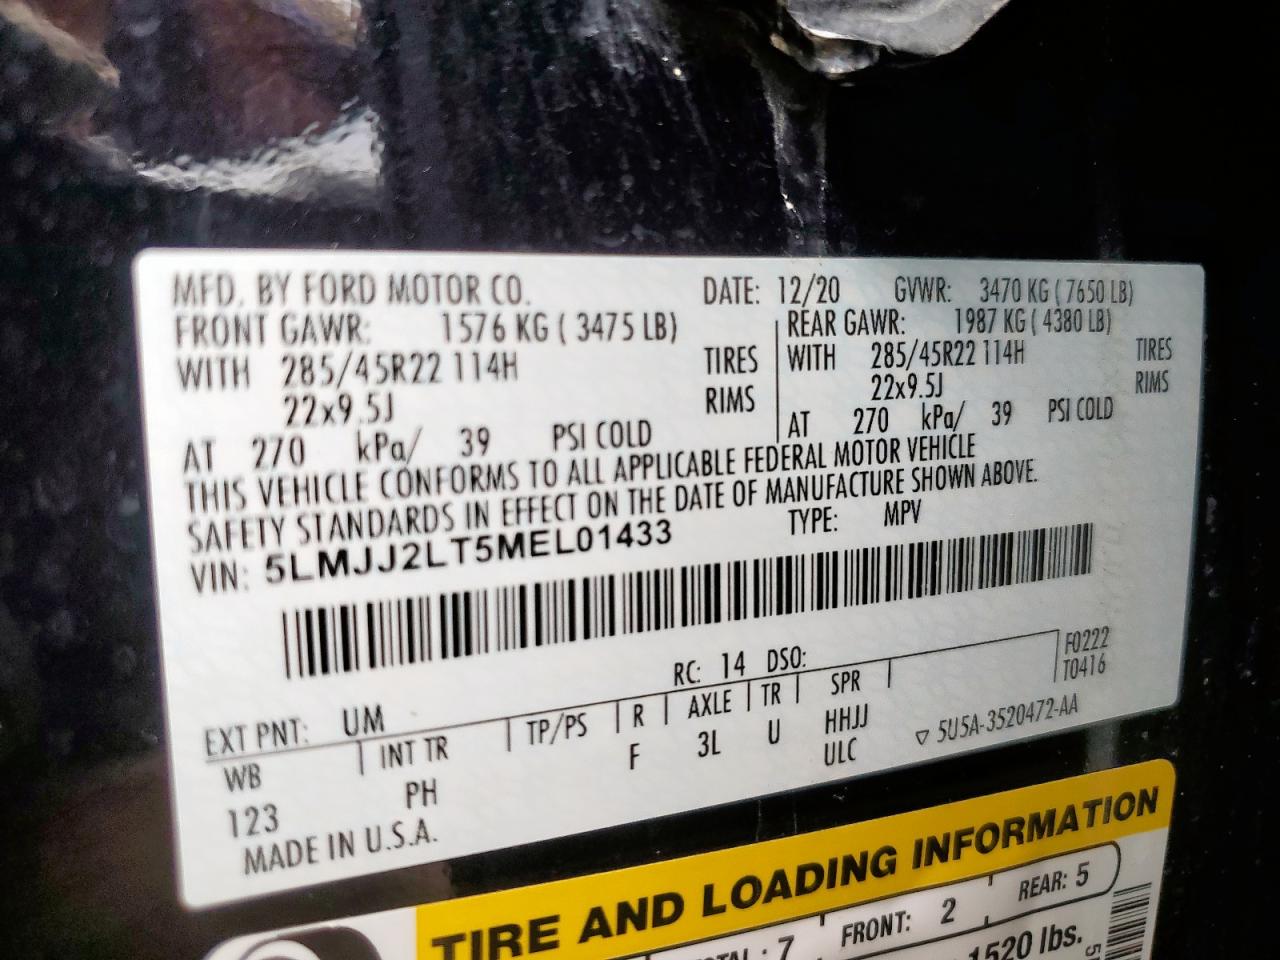 MFD. BY FORD MOTOR CO. DATE: 12/20 GVWR: 3470 KG ( 7650 LB)
FRONT GAWR: 1576 KG ( 3475 LB) REAR GAWR: 1987 KG ( 4380 LB)
WITH 285/45R22 114H TIRES WITH 285/45R22 114H TIRES
22x9.5J RIMS 22x9.5J RIMS
AT 270 kPa/ 39 PSI COLD AT 270 kPa/ 39 PSI COLD
THIS VEHICLE CONFORMS TO ALL APPLICABLE FEDERAL MOTOR VEHICLE
SAFETY STANDARDS IN EFFECT ON THE DATE OF MANUFACTURE SHOWN ABOVE.
VIN: 5LMJJ2LT5MEL01433 TYPE: MPV
RC: 14 DSO: F0222
T0416
EXT PNT: UM
WB INT TR TP/PS R AXLE TR SPR
123 PH F 3L U HHJJ
ULC
▽ 5U5A-3520472-AA
MADE IN U.S.A.
TIRE AND LOADING INFORMATION
: 7 FRONT: 2 REAR: 5
1520 lbs.